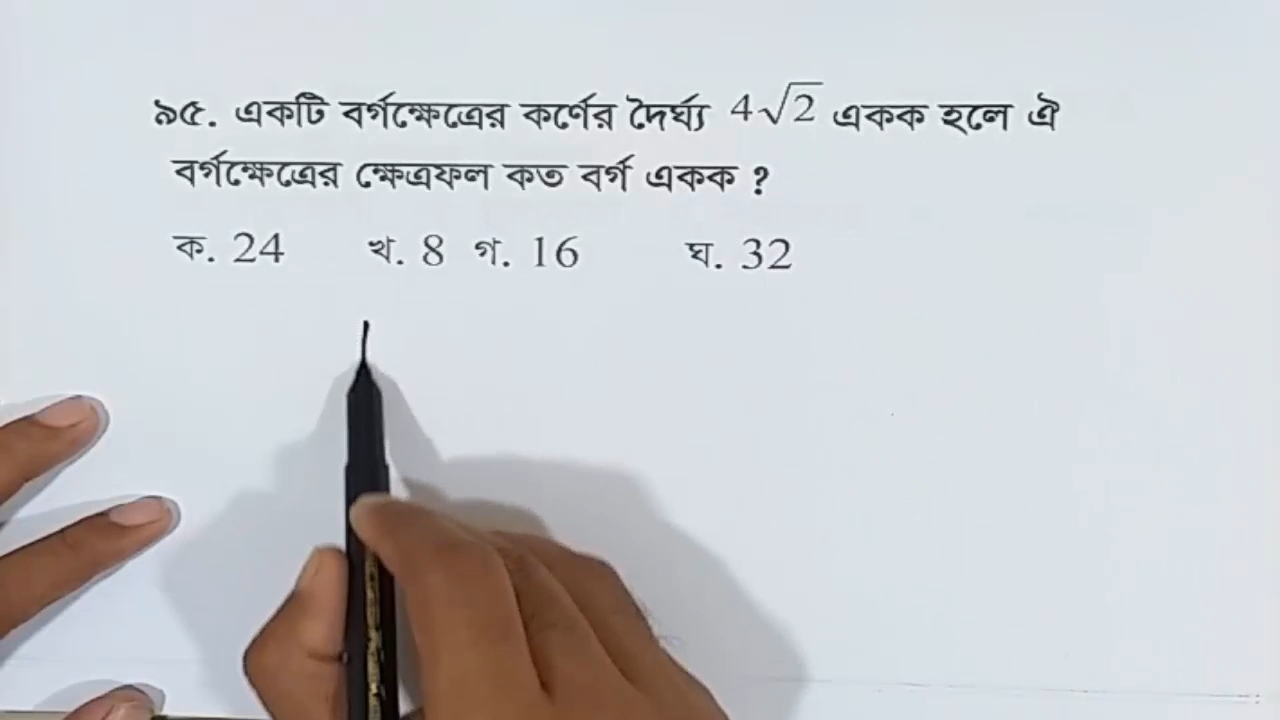 ৯৫. একটি বর্গক্ষেত্রের কর্ণের দৈর্ঘ্য 4√2 একক হলে ঐ
বর্গক্ষেত্রের ক্ষেত্রফল কত বর্গ একক ?
ক. 24 খ. 8 গ. 16 ঘ. 32